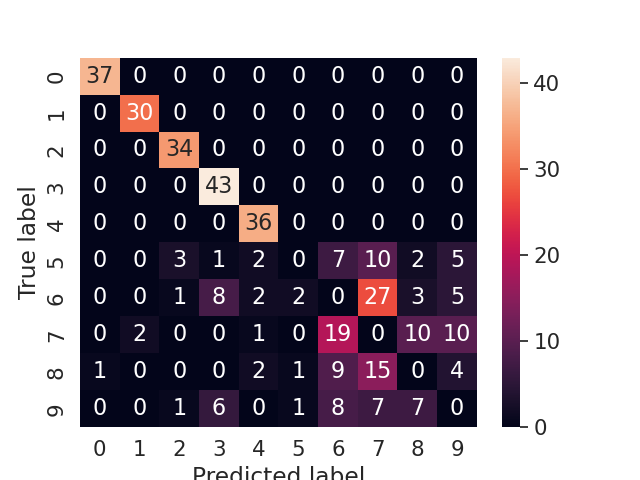 0 37 0 0 0 0 0 0 0 0 0
1 0 30 0 0 0 0 0 0 0 0
2 0 0 34 0 0 0 0 0 0 0
3 0 0 0 43 0 0 0 0 0 0
4 0 0 0 0 36 0 0 0 0 0
5 0 0 3 1 2 0 7 10 2 5
6 0 0 1 8 2 2 0 27 3 5
7 0 2 0 0 1 0 19 0 10 10
8 1 0 0 0 2 1 9 15 0 4
9 0 0 1 6 0 1 8 7 7 0
0 1 2 3 4 5 6 7 8 9
Predicted label
True label
40
30
20
10
0